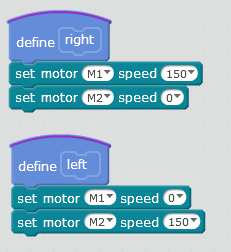 define right
set motor M1 speed 150
set motor M2 speed 0
define left
set motor M1 speed 0
set motor M2 speed 150